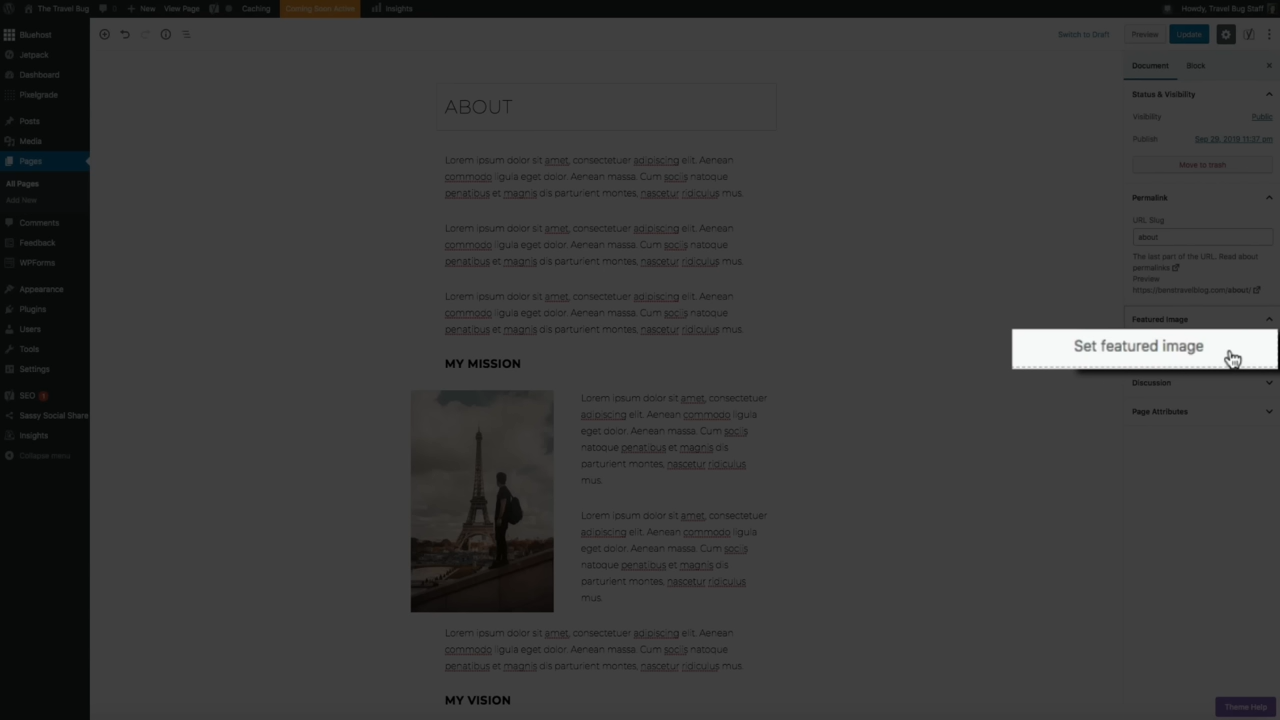 The Travel Bug
0
New
View Page
Caching
Coming Soon Active
Insights
Howdy, Travel Bug Staff
Bluehost
Jetpack
Dashboard
Pixelgrade
Posts
Media
Pages
All Pages
Add New
Comments
Feedback
WPForms
Appearance
Plugins
Users
Tools
Settings
SEO 1
Sassy Social Share
Insights
Collapse menu
Switch to Draft
Preview
Update
ABOUT
Lorem ipsum dolor sit amet, consectetuer adipiscing elit. Aenean
commodo ligula eget dolor. Aenean massa. Cum sociis natoque
penatibus et magnis dis parturient montes, nascetur ridiculus mus.
Lorem ipsum dolor sit amet, consectetuer adipiscing elit. Aenean
commodo ligula eget dolor. Aenean massa. Cum sociis natoque
penatibus et magnis dis parturient montes, nascetur ridiculus mus.
Lorem ipsum dolor sit amet, consectetuer adipiscing elit. Aenean
commodo ligula eget dolor. Aenean massa. Cum sociis natoque
penatibus et magnis dis parturient montes, nascetur ridiculus mus.
MY MISSION
Lorem ipsum dolor sit amet, consectetuer
adipiscing elit. Aenean commodo ligula
eget dolor. Aenean massa. Cum sociis
natoque penatibus et magnis dis
parturient montes, nascetur ridiculus
mus.
Lorem ipsum dolor sit amet, consectetuer
adipiscing elit. Aenean commodo ligula
eget dolor. Aenean massa. Cum sociis
natoque penatibus et magnis dis
parturient montes, nascetur ridiculus
mus.
Lorem ipsum dolor sit amet, consectetuer adipiscing elit. Aenean
commodo ligula eget dolor. Aenean massa. Cum sociis natoque
penatibus et magnis dis parturient montes, nascetur ridiculus mus.
MY VISION
Document
Block
Status & Visibility
Visibility
Public
Publish
Sep 29, 2019 11:37 pm
Move to trash
Permalink
URL Slug
about
The last part of the URL. Read about
permalinks
Preview
https://benetravelblog.com/about/
Featured Image
Set featured image
Discussion
Page Attributes
Theme Help